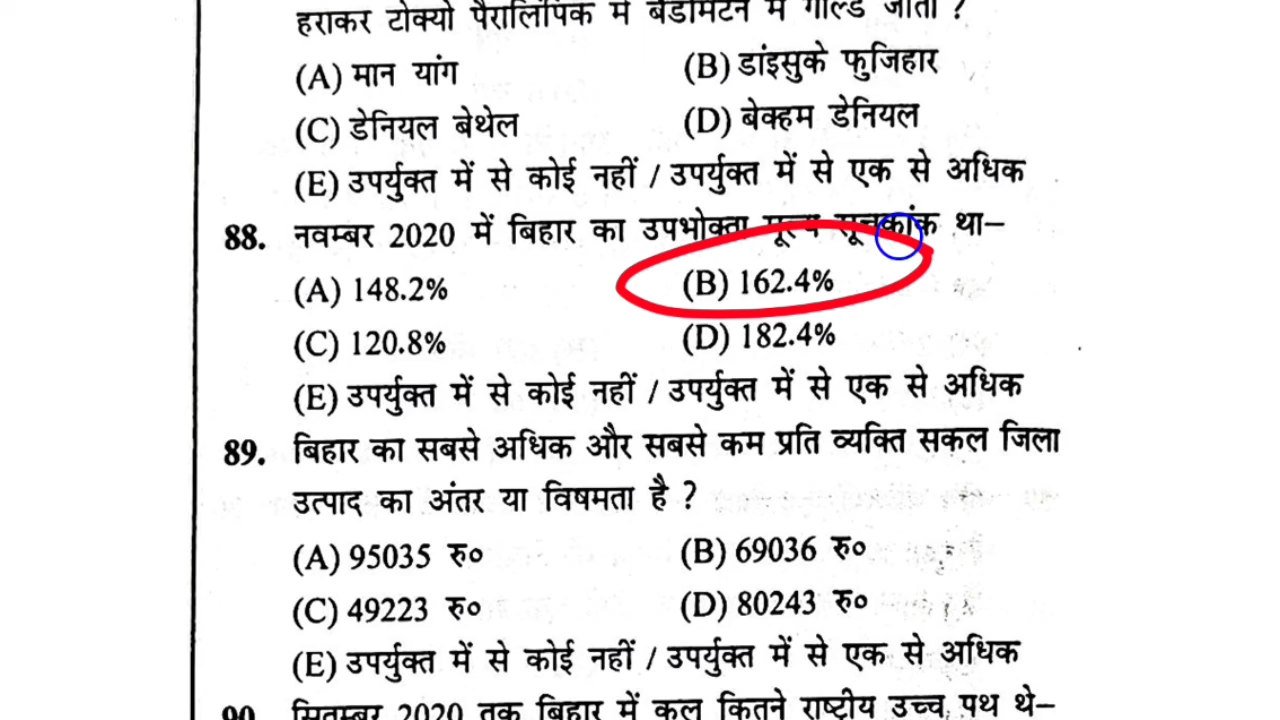 हराकर टोक्यो पैरालिंपिक में बैडमिंटन में गोल्ड जीता ?
(A) मान यांग (B) डांइसुके फुजिहार
(C) डेनियल बेथेल (D) बेक्हम डेनियल
(E) उपर्युक्त में से कोई नहीं / उपर्युक्त में से एक से अधिक
88. नवम्बर 2020 में बिहार का उपभोक्ता मूल्य सूचकांक था–
(A) 148.2% (B) 162.4%
(C) 120.8% (D) 182.4%
(E) उपर्युक्त में से कोई नहीं / उपर्युक्त में से एक से अधिक
89. बिहार का सबसे अधिक और सबसे कम प्रति व्यक्ति सकल जिला
उत्पाद का अंतर या विषमता है ?
(A) 95035 रु० (B) 69036 रु०
(C) 49223 रु० (D) 80243 रु०
(E) उपर्युक्त में से कोई नहीं / उपर्युक्त में से एक से अधिक
90. सितम्बर 2020 तक बिहार में कुल कितने राष्ट्रीय उच्च पथ थे–